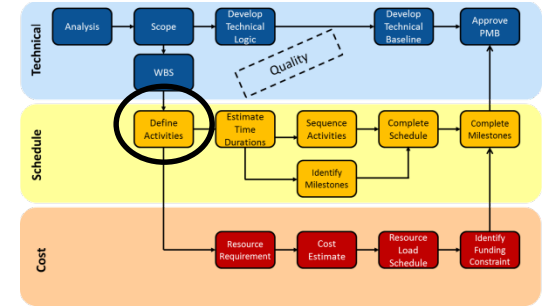 Technical
Analysis
Scope
Develop
Technical
Logic
Develop
Technical
Baseline
Approve
PMB
WBS
Quality
Schedule
Define
Activities
Estimate
Time
Durations
Sequence
Activities
Complete
Schedule
Complete
Milestones
Identify
Milestones
Cost
Resource
Requirement
Cost
Estimate
Resource
Load
Schedule
Identify
Funding
Constraint